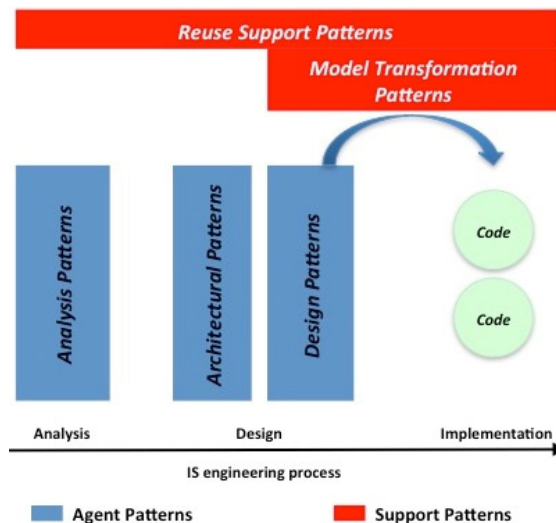 Reuse Support Patterns
Model Transformation
Patterns
Analysis Patterns
Architectural Patterns
Design Patterns
Code
Code
Analysis
Design
Implementation
IS engineering process
Agent Patterns
Support Patterns